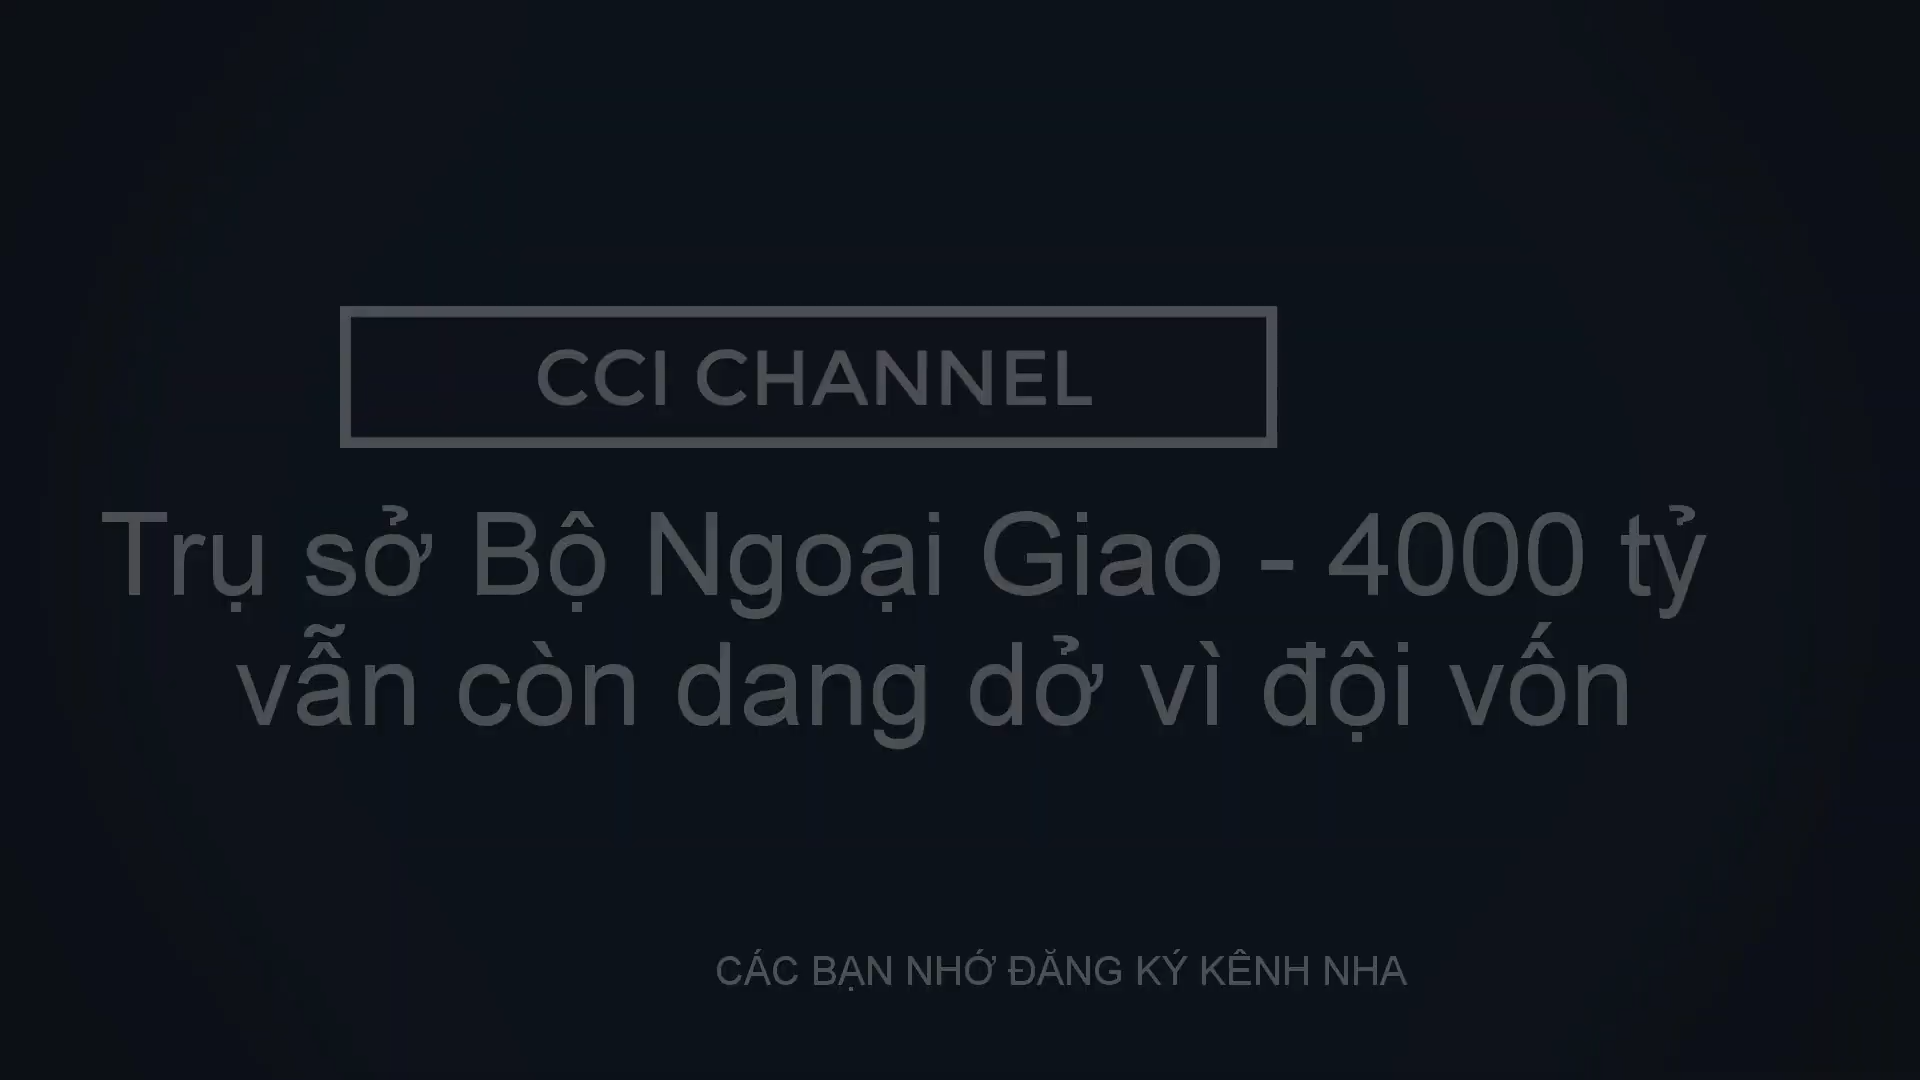 CCI CHANNEL
Trụ sở Bộ Ngoại Giao - 4000 tỷ
vẫn còn dang dở vì đội vốn
CÁC BẠN NHỚ ĐĂNG KÝ KÊNH NHA